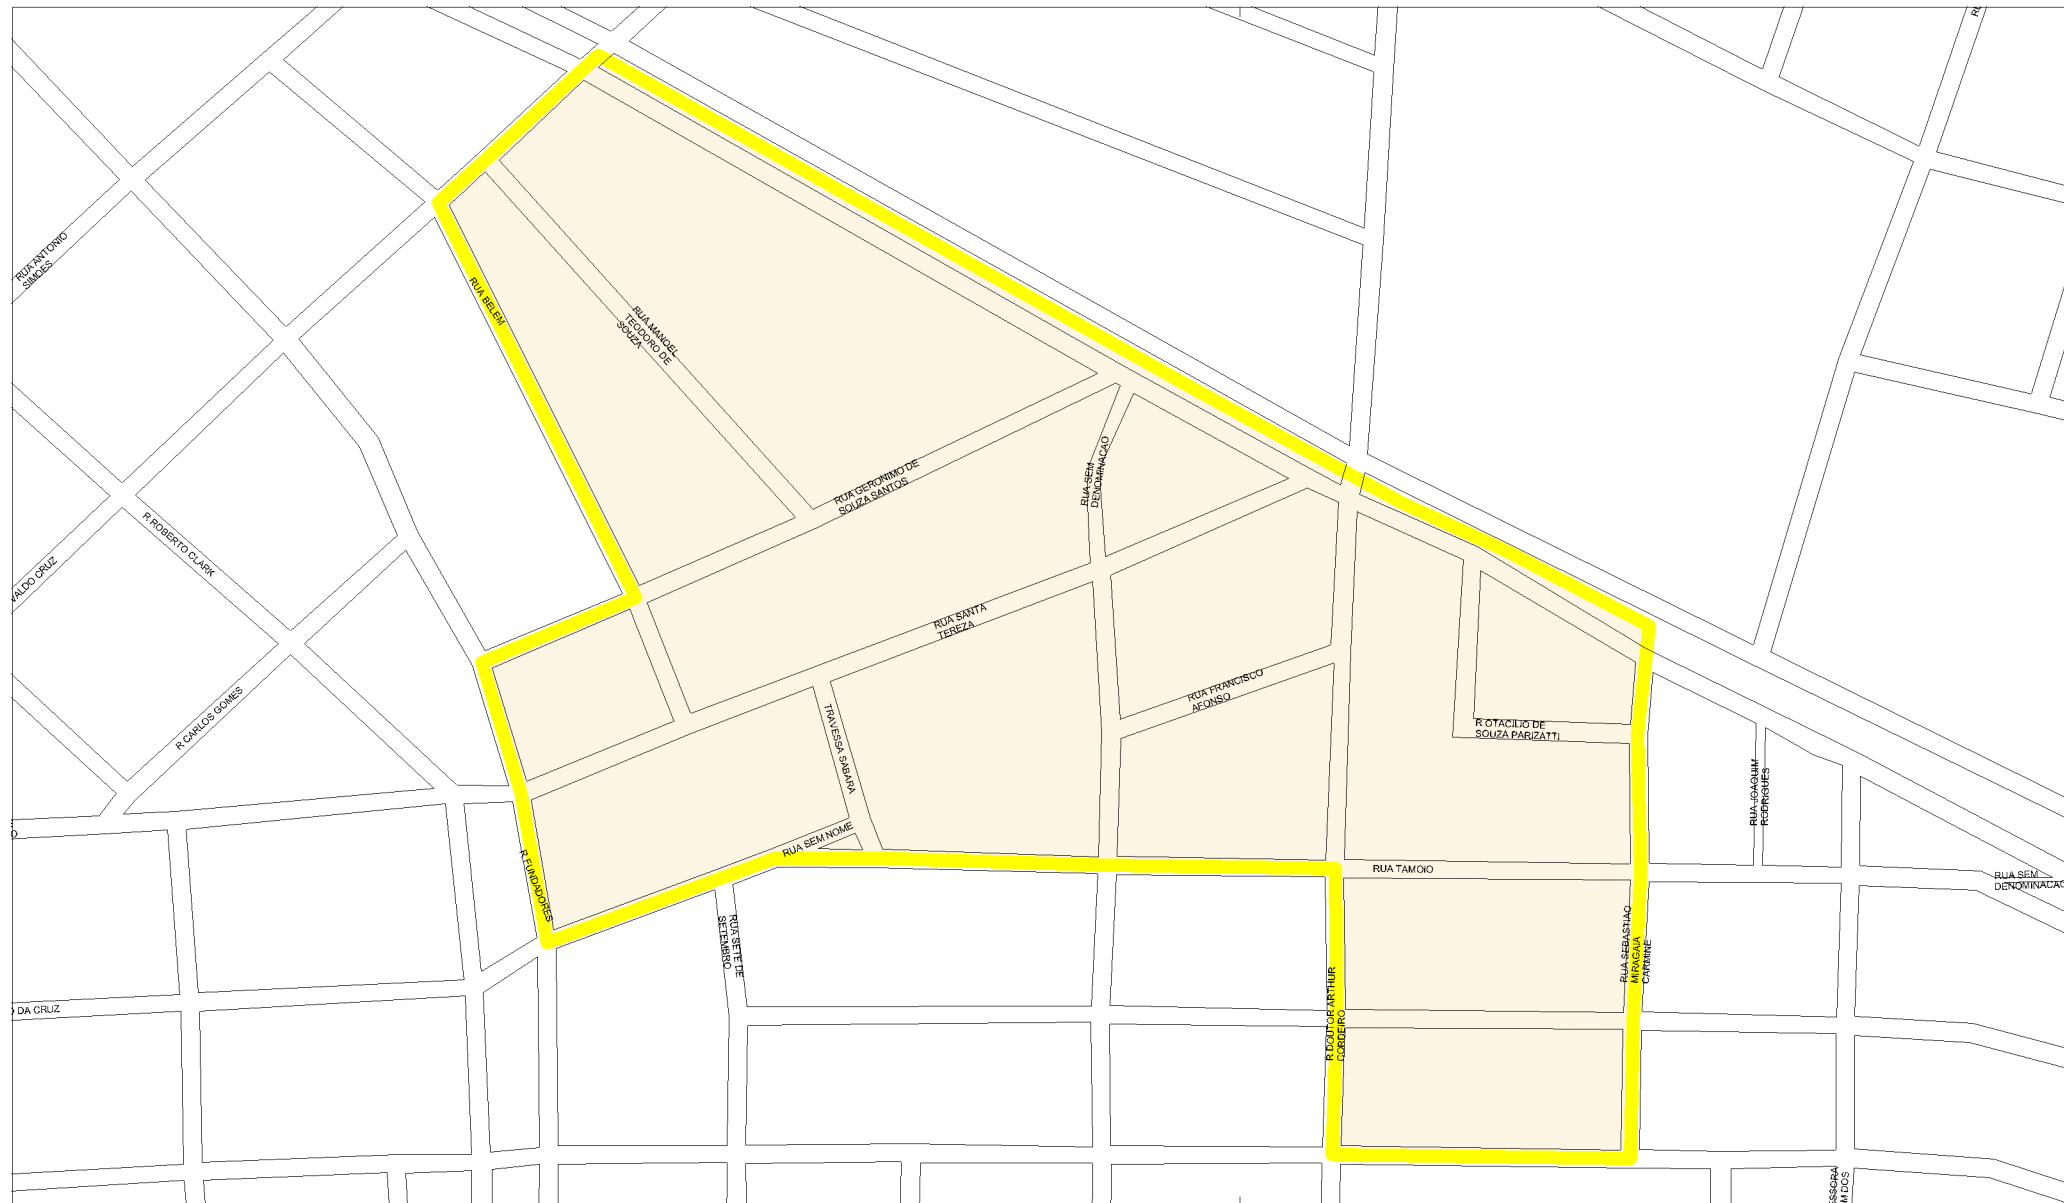 RUA ANTONIO
SIMOES
RUA BELEM
RUA MANOEL
TEODORO DE
SOUZA
RUA GERONIMO DE
SOUZA SANTOS
RUA SEM
DENOMINACAO
R ROBERTO CLARK
VALDO CRUZ
RUA SANTA
TEREZA
R CARLOS GOMES
TRAVESSA SABARA
RUA FRANCISCO
AFONSO
R OTACILIO DE
SOUZA PARIZATTI
RUA JOAQUIM
RODRIGUES
RUA SEM NOME
R FUNDADORES
RUA TAMOIO
RUA SEM
DENOMINACAO
RUA SETE DE
SETEMBRO
RUA SEBASTIAO
MIRAGAIA
CARMINE
R DOUTOR ARTHUR
CORDEIRO
DA CRUZ
SSORA
M DOS